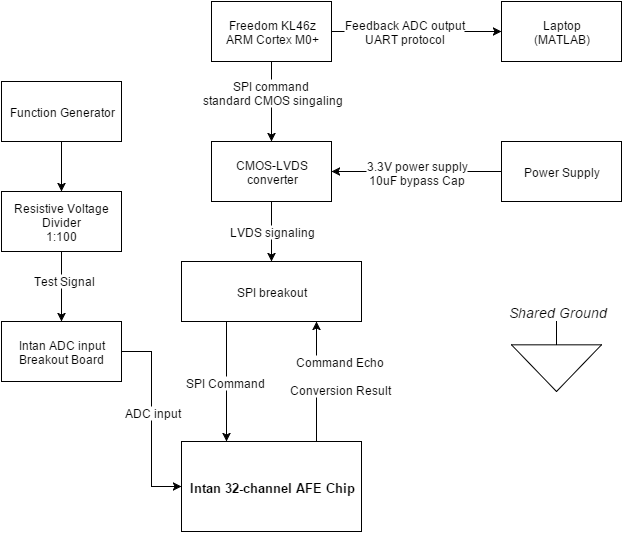 Freedom KL46z
ARM Cortex M0+
Feedback ADC output
UART protocol
Laptop
(MATLAB)
SPI command
standard CMOS singaling
Function Generator
CMOS-LVDS
converter
3.3V power supply
10uF bypass Cap
Power Supply
Resistive Voltage
Divider
1:100
LVDS signaling
Test Signal
SPI breakout
Shared Ground
Intan ADC input
Breakout Board
Command Echo
SPI Command
Conversion Result
ADC input
Intan 32-channel AFE Chip